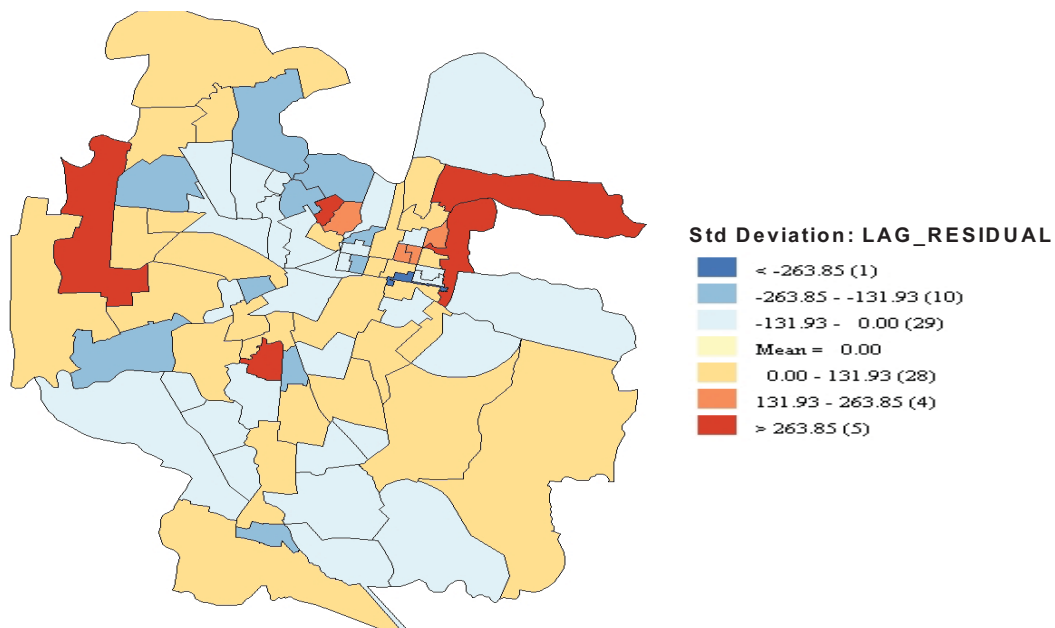 Std Deviation: LAG_RESIDUAL
< -263.85 (1)
-263.85 - -131.93 (10)
-131.93 - 0.00 (29)
Mean = 0.00
0.00 - 131.93 (28)
131.93 - 263.85 (4)
> 263.85 (5)